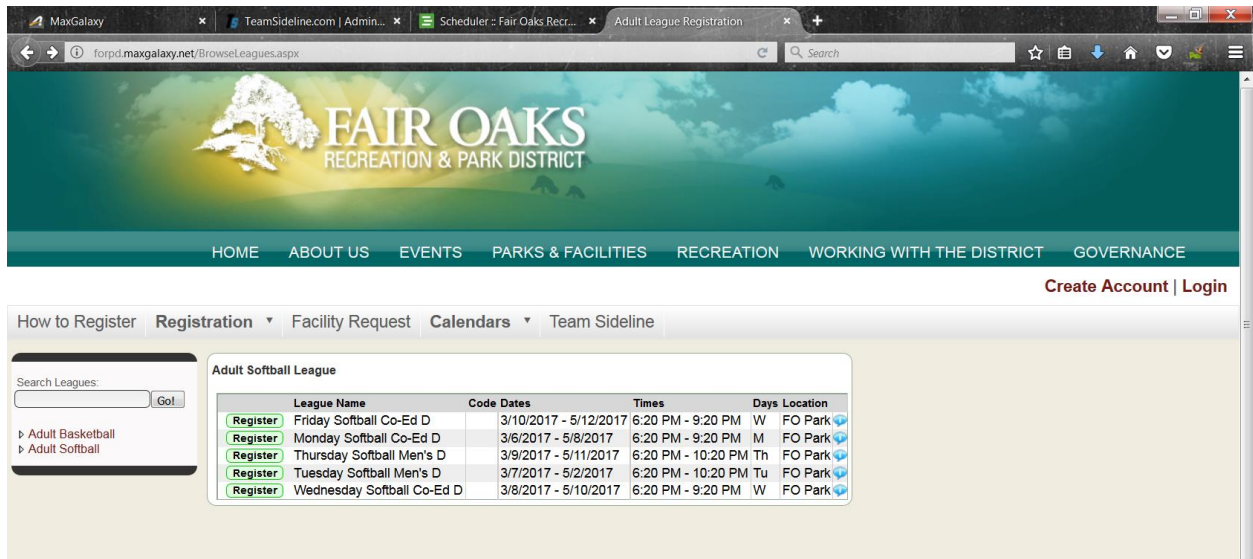 MaxGalaxy × TeamSideline.com | Admin... × Scheduler :: Fair Oaks Recr... × Adult League Registration × +
forpd.maxgalaxy.net/BrowseLeagues.aspx Search
FAIR OAKS
RECREATION & PARK DISTRICT
HOME ABOUT US EVENTS PARKS & FACILITIES RECREATION WORKING WITH THE DISTRICT GOVERNANCE
Create Account | Login
How to Register Registration Facility Request Calendars Team Sideline
Search Leagues:
Go!
Adult Basketball
Adult Softball
Adult Softball League
League Name Code Dates Times Days Location
Register Friday Softball Co-Ed D 3/10/2017 - 5/12/2017 6:20 PM - 9:20 PM W FO Park
Register Monday Softball Co-Ed D 3/6/2017 - 5/8/2017 6:20 PM - 9:20 PM M FO Park
Register Thursday Softball Men's D 3/9/2017 - 5/11/2017 6:20 PM - 10:20 PM Th FO Park
Register Tuesday Softball Men's D 3/7/2017 - 5/2/2017 6:20 PM - 10:20 PM Tu FO Park
Register Wednesday Softball Co-Ed D 3/8/2017 - 5/10/2017 6:20 PM - 9:20 PM W FO Park